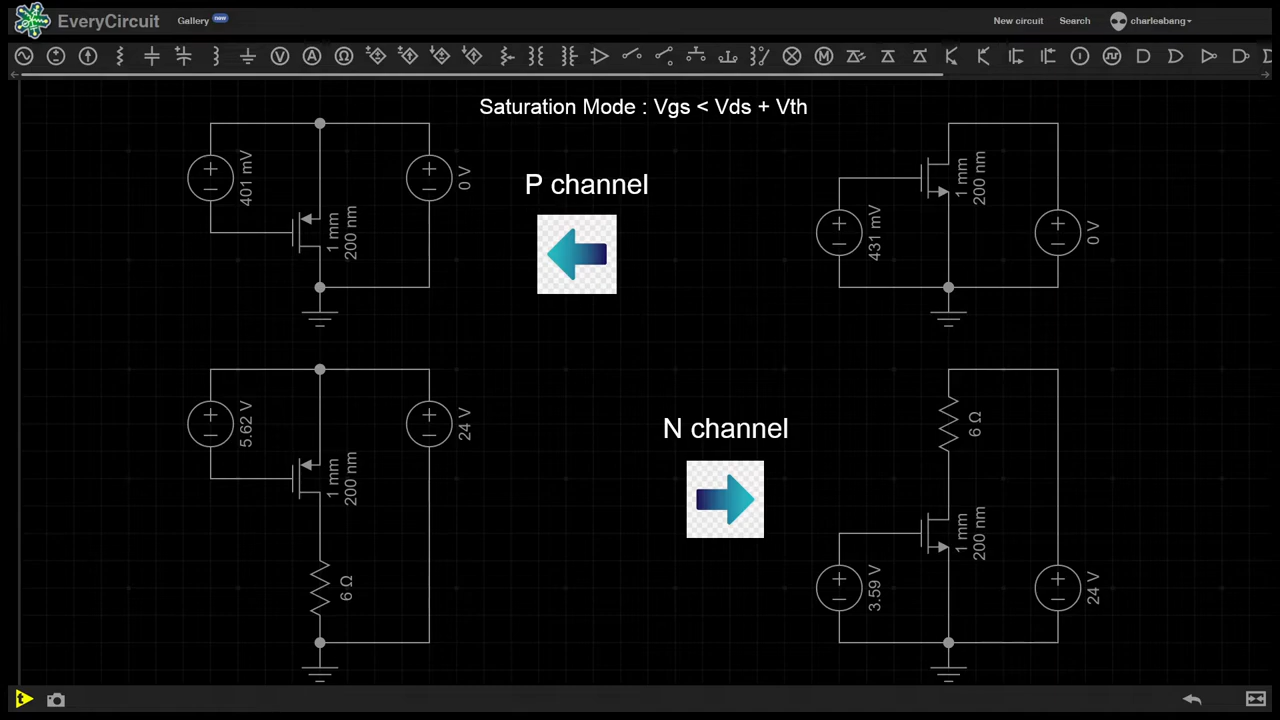 EveryCircuit
Gallery new
New circuit
Search
charlesbang
Saturation Mode : Vgs < Vds + Vth
401 mV
1 mm
200 nm
0 V
P channel
431 mV
1 mm
200 nm
0 V
5.62 V
1 mm
200 nm
24 V
6 Ω
N channel
6 Ω
3.59 V
1 mm
200 nm
24 V